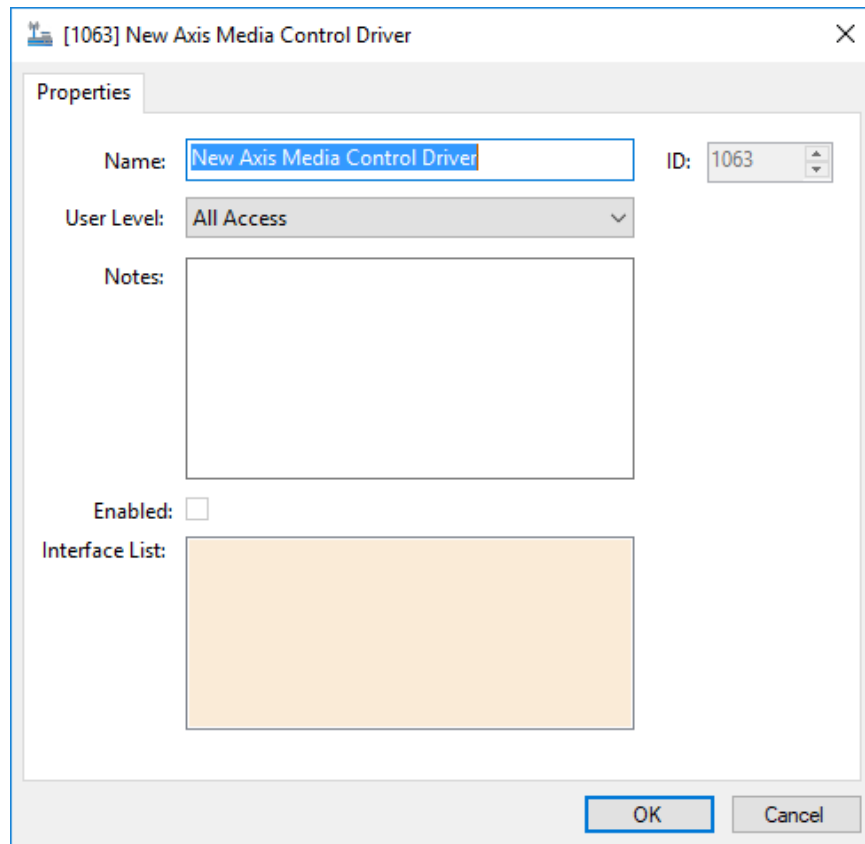 [1063] New Axis Media Control Driver
Properties
Name: New Axis Media Control Driver ID: 1063
User Level: All Access
Notes:
Enabled:
Interface List:
OK Cancel